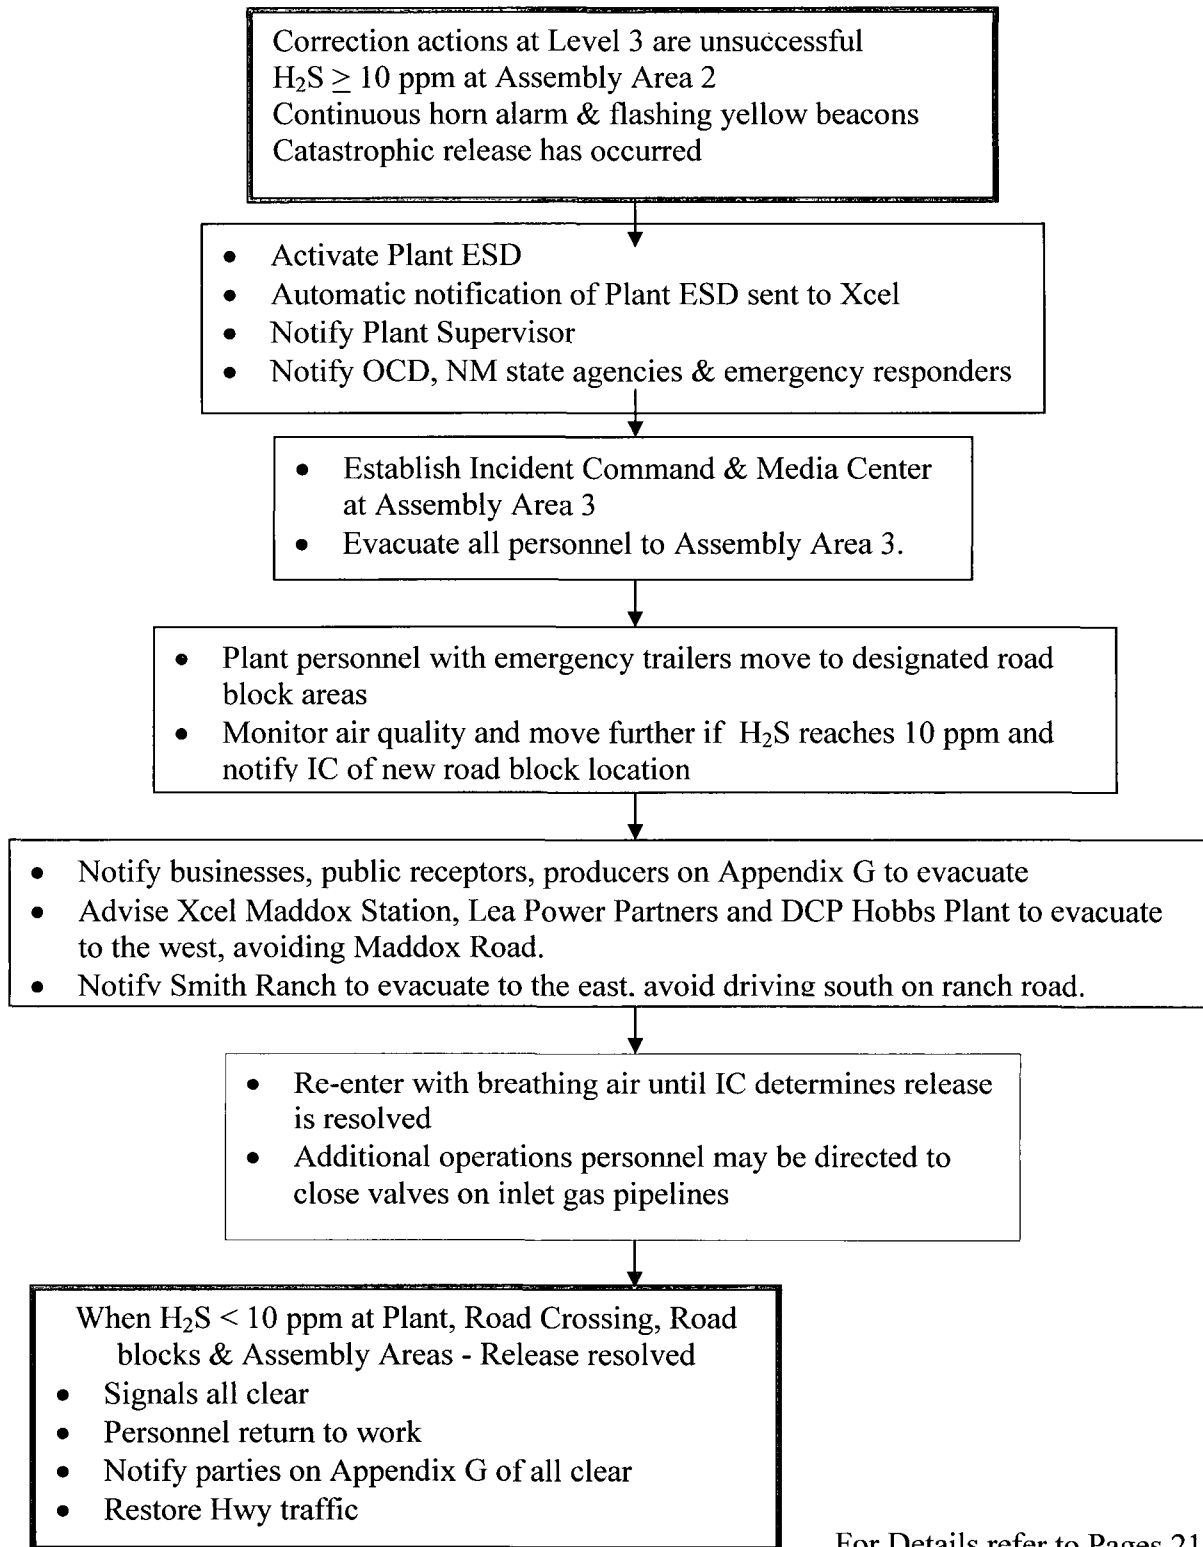 Correction actions at Level 3 are unsuccessful
H₂S ≥ 10 ppm at Assembly Area 2
Continuous horn alarm & flashing yellow beacons
Catastrophic release has occurred
• Activate Plant ESD
• Automatic notification of Plant ESD sent to Xcel
• Notify Plant Supervisor
• Notify OCD, NM state agencies & emergency responders
• Establish Incident Command & Media Center
at Assembly Area 3
• Evacuate all personnel to Assembly Area 3.
• Plant personnel with emergency trailers move to designated road
block areas
• Monitor air quality and move further if H₂S reaches 10 ppm and
notify IC of new road block location
• Notify businesses, public receptors, producers on Appendix G to evacuate
• Advise Xcel Maddox Station, Lea Power Partners and DCP Hobbs Plant to evacuate
to the west, avoiding Maddox Road.
• Notify Smith Ranch to evacuate to the east, avoid driving south on ranch road.
• Re-enter with breathing air until IC determines release
is resolved
• Additional operations personnel may be directed to
close valves on inlet gas pipelines
When H₂S < 10 ppm at Plant, Road Crossing, Road
blocks & Assembly Areas - Release resolved
• Signals all clear
• Personnel return to work
• Notify parties on Appendix G of all clear
• Restore Hwy traffic
For Details refer to Pages 21